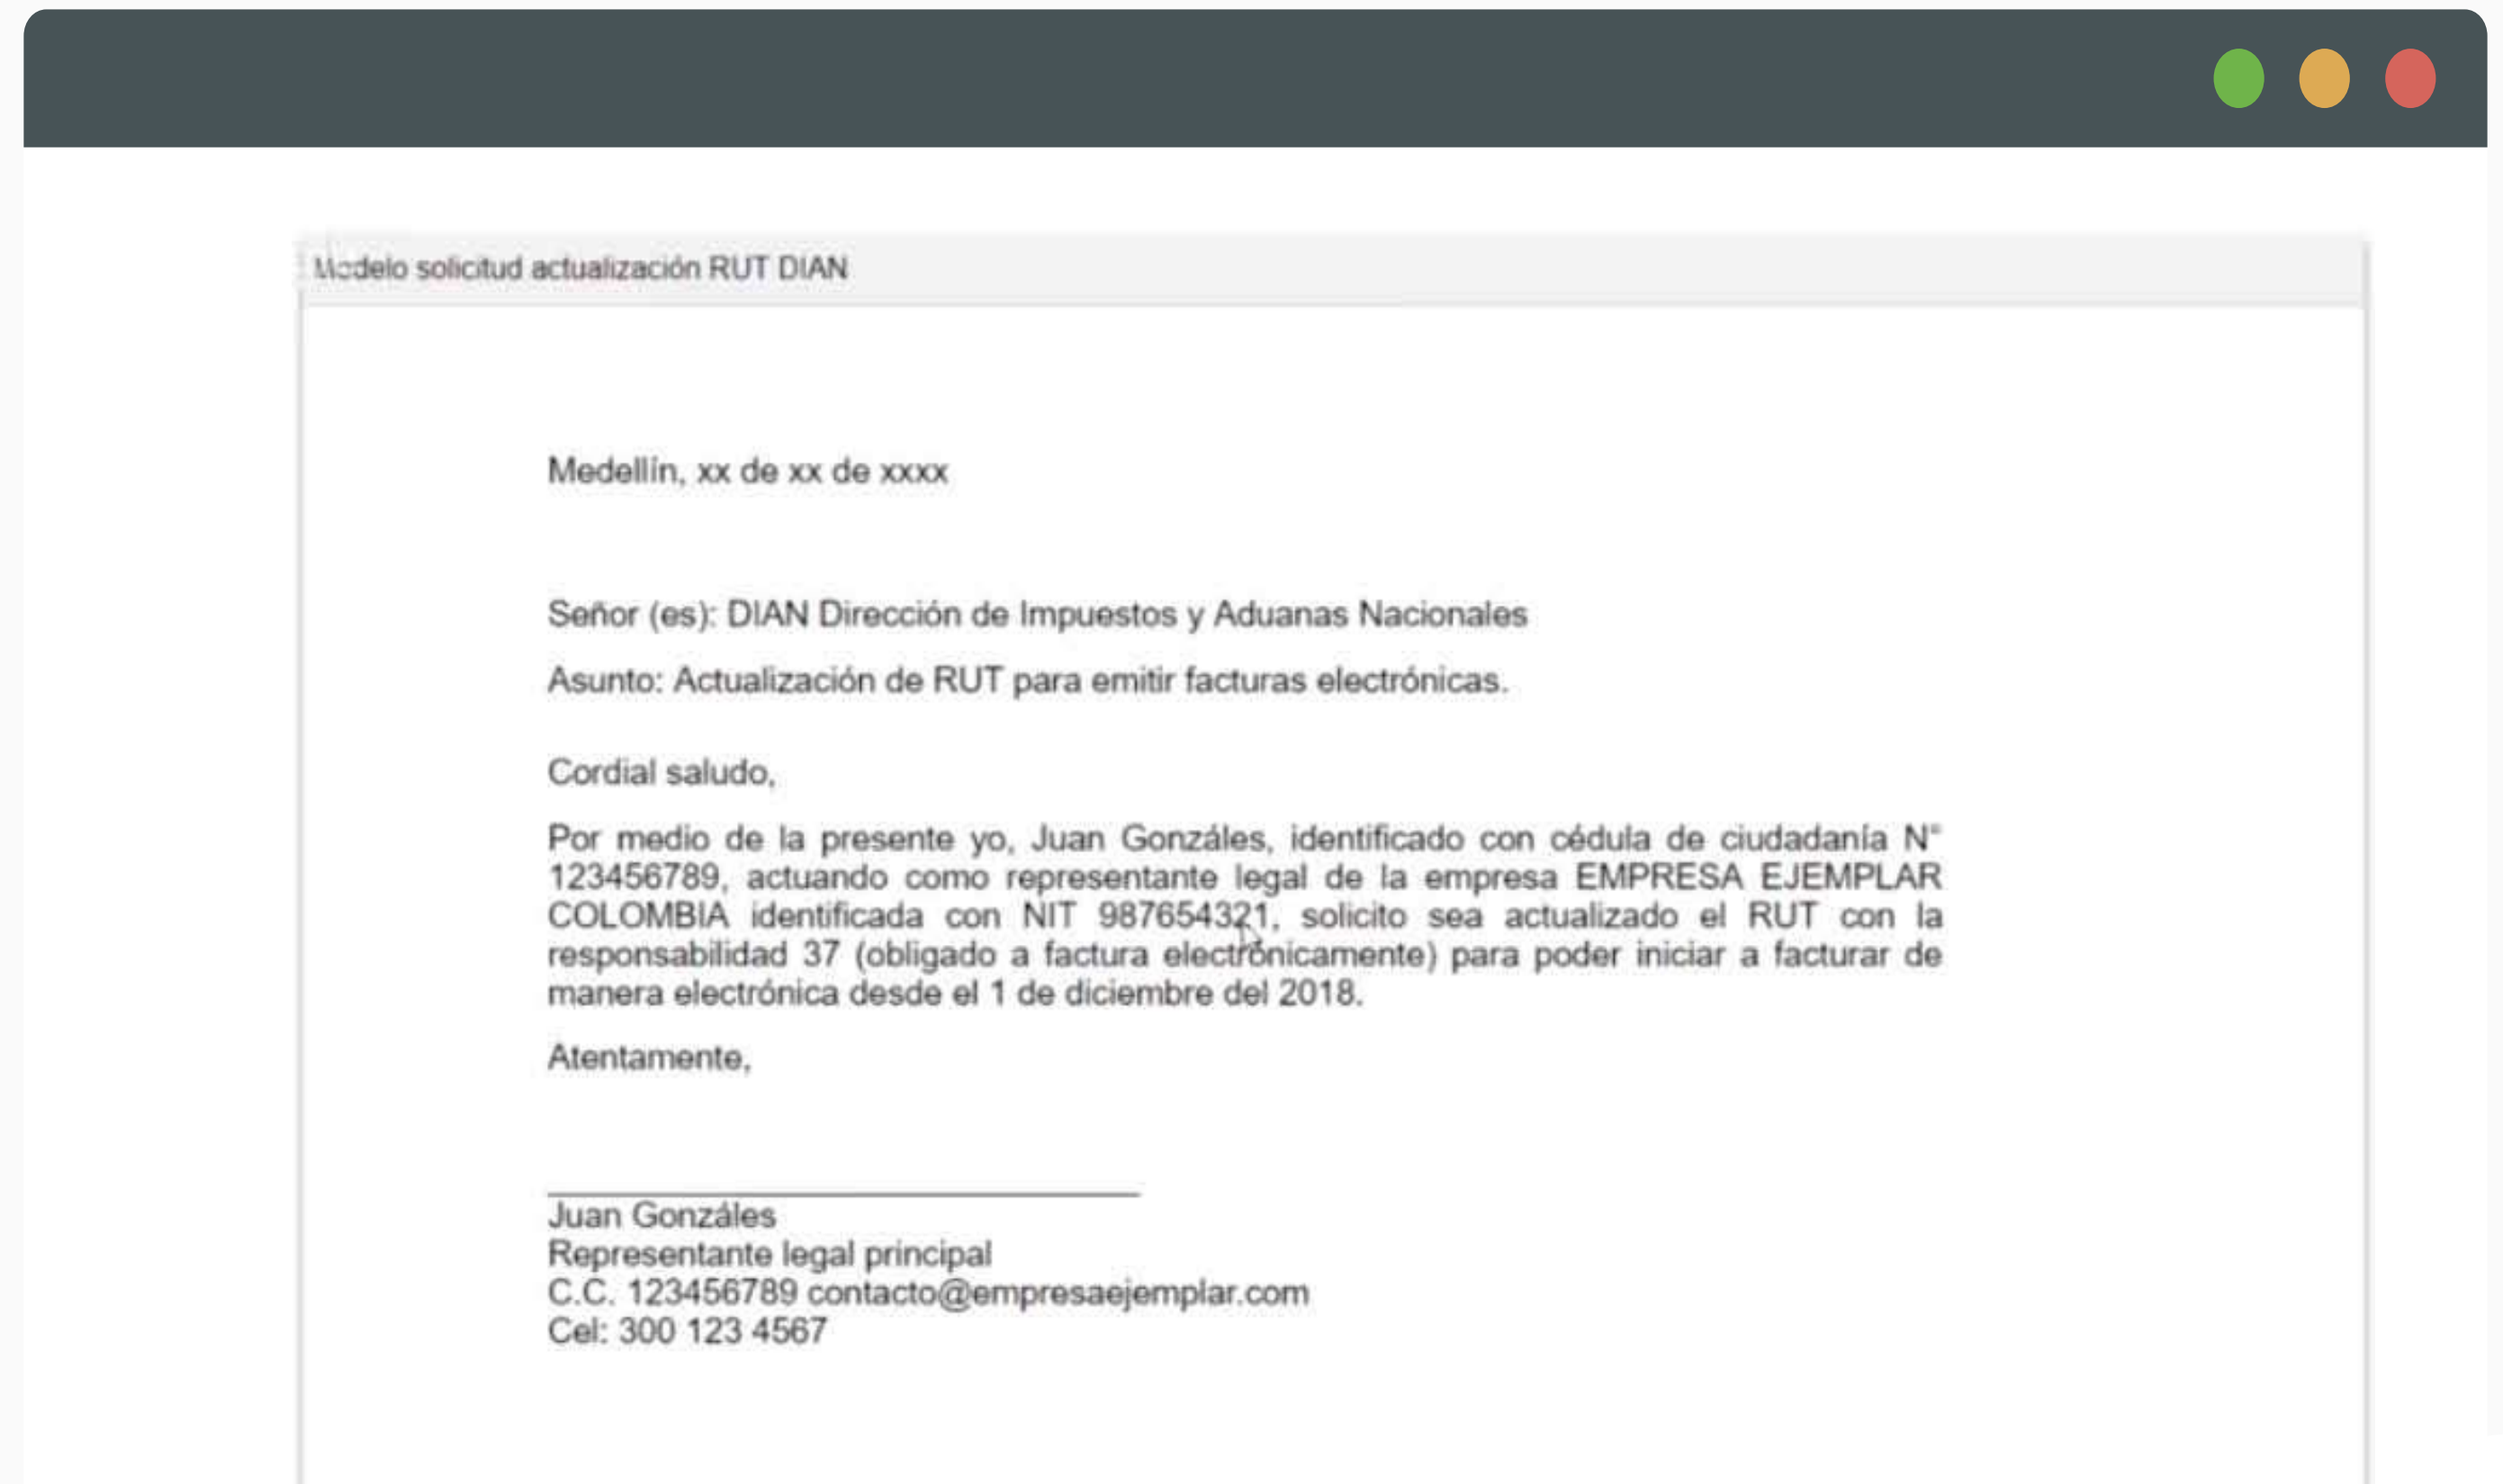 Modelo solicitud actualización RUT DIAN
Medellín, xx de xx de xxxx
Señor (es): DIAN Dirección de Impuestos y Aduanas Nacionales
Asunto: Actualización de RUT para emitir facturas electrónicas.
Cordial saludo,
Por medio de la presente yo, Juan Gonzáles, identificado con cédula de ciudadanía N°
123456789, actuando como representante legal de la empresa EMPRESA EJEMPLAR
COLOMBIA identificada con NIT 987654321, solicito sea actualizado el RUT con la
responsabilidad 37 (obligado a factura electrónicamente) para poder iniciar a facturar de
manera electrónica desde el 1 de diciembre del 2018.
Atentamente,
Juan Gonzáles
Representante legal principal
C.C. 123456789 contacto@empresaejemplar.com
Cel: 300 123 4567